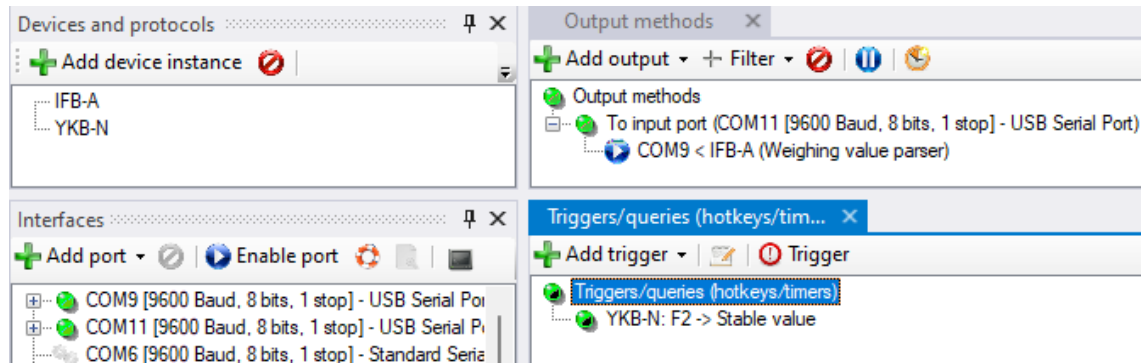 Devices and protocols
Add device instance
IFB-A
YKB-N
Output methods
Add output Filter
Output methods
To input port (COM11 [9600 Baud, 8 bits, 1 stop] - USB Serial Port)
COM9 < IFB-A (Weighing value parser)
Interfaces
Add port Enable port
COM9 [9600 Baud, 8 bits, 1 stop] - USB Serial Por
COM11 [9600 Baud, 8 bits, 1 stop] - USB Serial P
COM6 [9600 Baud, 8 bits, 1 stop] - Standard Seria
Triggers/queries (hotkeys/tim...
Add trigger Trigger
Triggers/queries (hotkeys/timers)
YKB-N: F2 -> Stable value